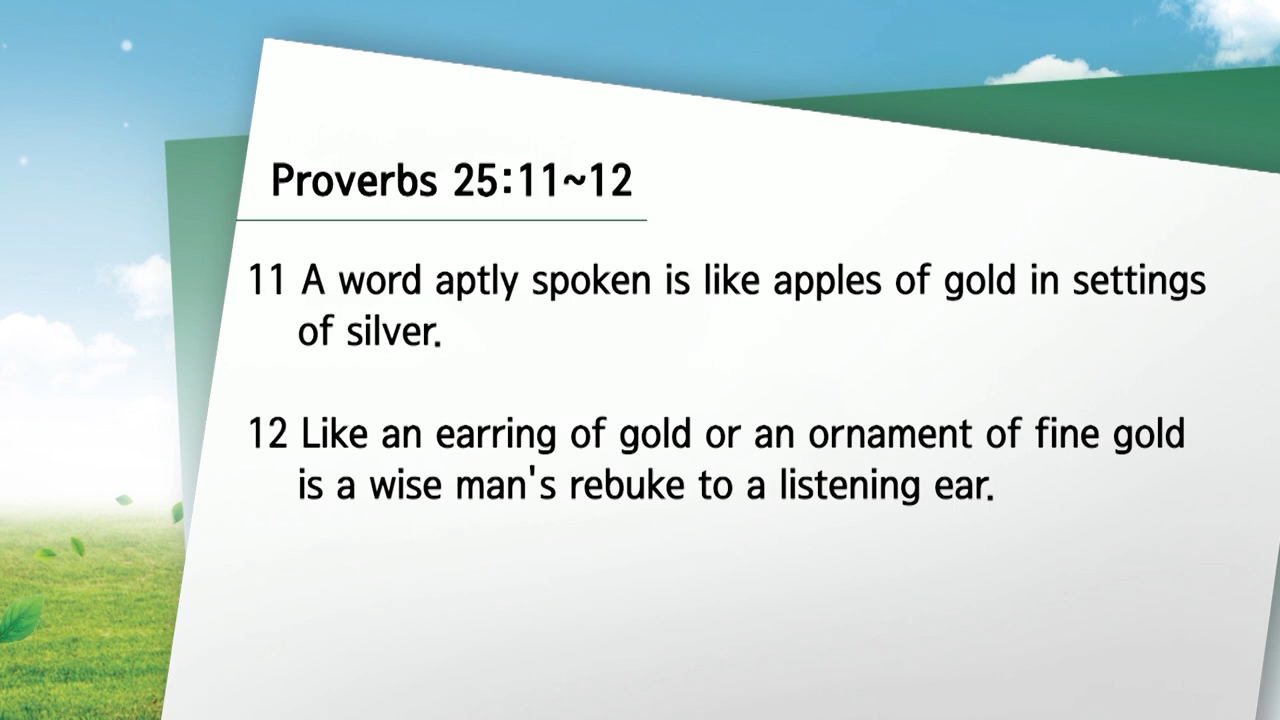 Proverbs 25:11~12
11 A word aptly spoken is like apples of gold in settings
of silver.
12 Like an earring of gold or an ornament of fine gold
is a wise man's rebuke to a listening ear.